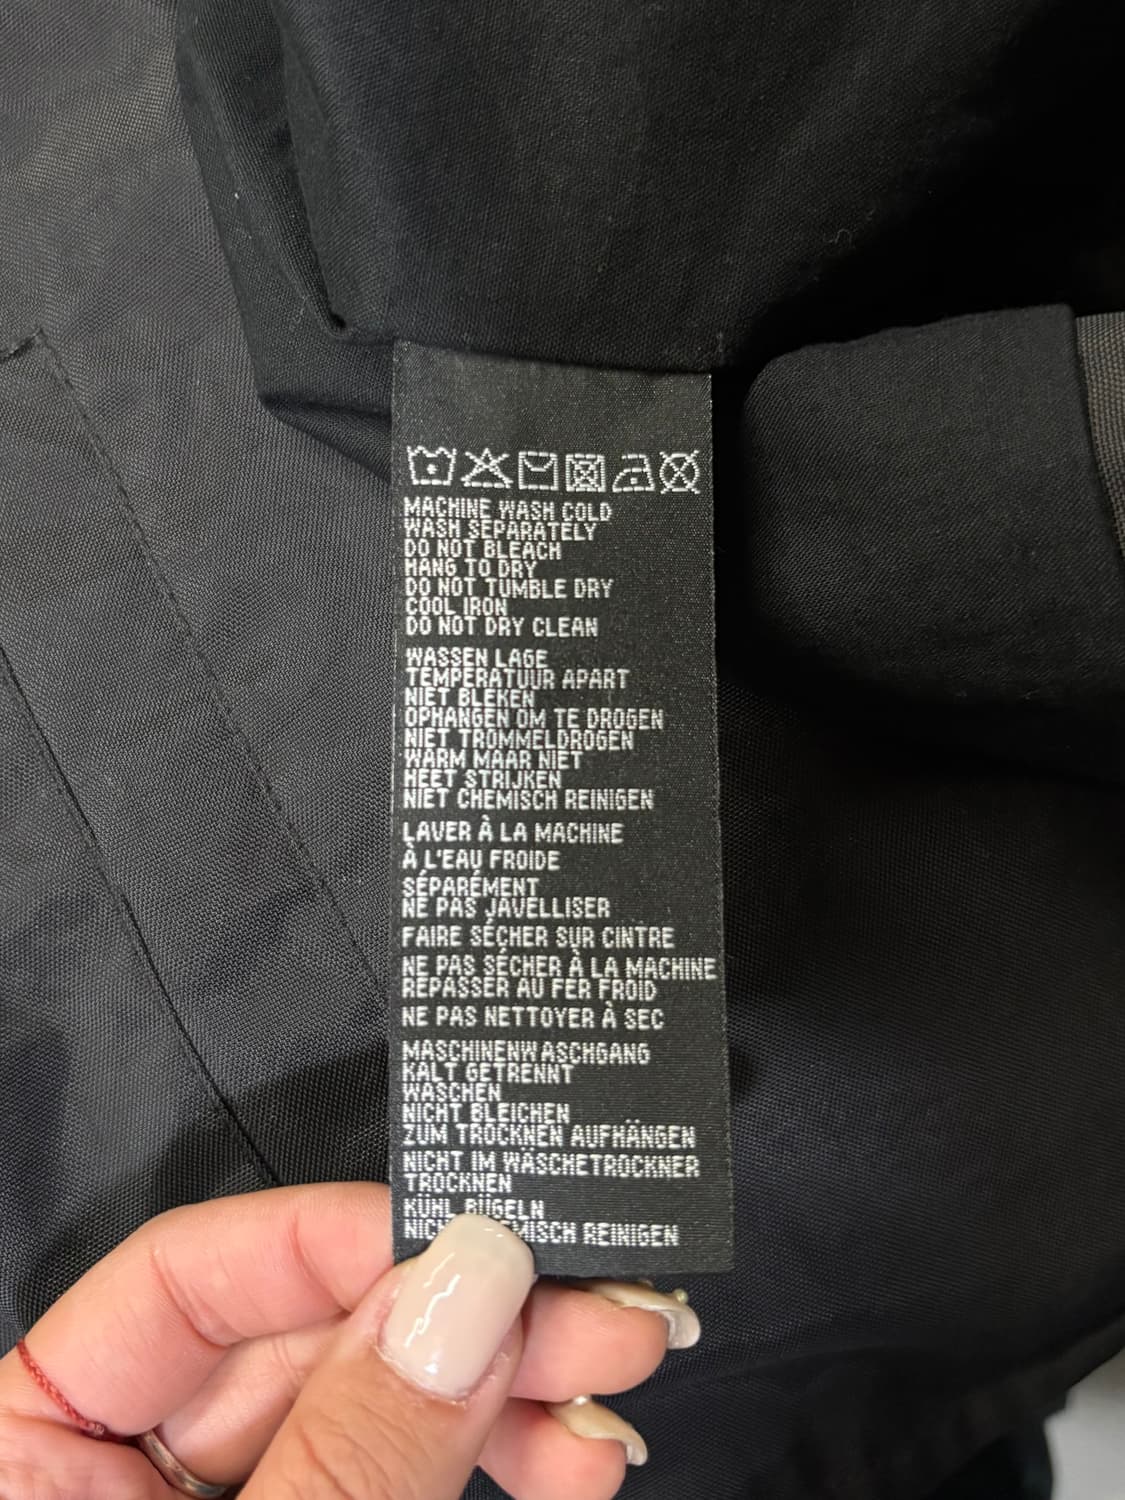 MACHINE WASH COLD
WASH SEPARATELY
DO NOT BLEACH
HANG TO DRY
DO NOT TUMBLE DRY
COOL IRON
DO NOT DRY CLEAN
WASSEN LAGE
TEMPERATUUR APART
NIET BLEKEN
OPHANGEN OM TE DROGEN
NIET TROMMELDROGEN
WARM MAAR NIET
HEET STRIJKEN
NIET CHEMISCH REINIGEN
LAVER À LA MACHINE
À L'EAU FROIDE
SÉPARÉMENT
NE PAS JAVELLISER
FAIRE SÉCHER SUR CINTRE
NE PAS SÉCHER À LA MACHINE
REPASSER AU FER FROID
NE PAS NETTOYER À SEC
MASCHINENWASCHGANG
KALT GETRENNT
WASCHEN
NICHT BLEICHEN
ZUM TROCKNEN AUFHÄNGEN
NICHT IM WÄSCHETROCKNER
TROCKNEN
KÜHL BÜGELN
REINIGEN